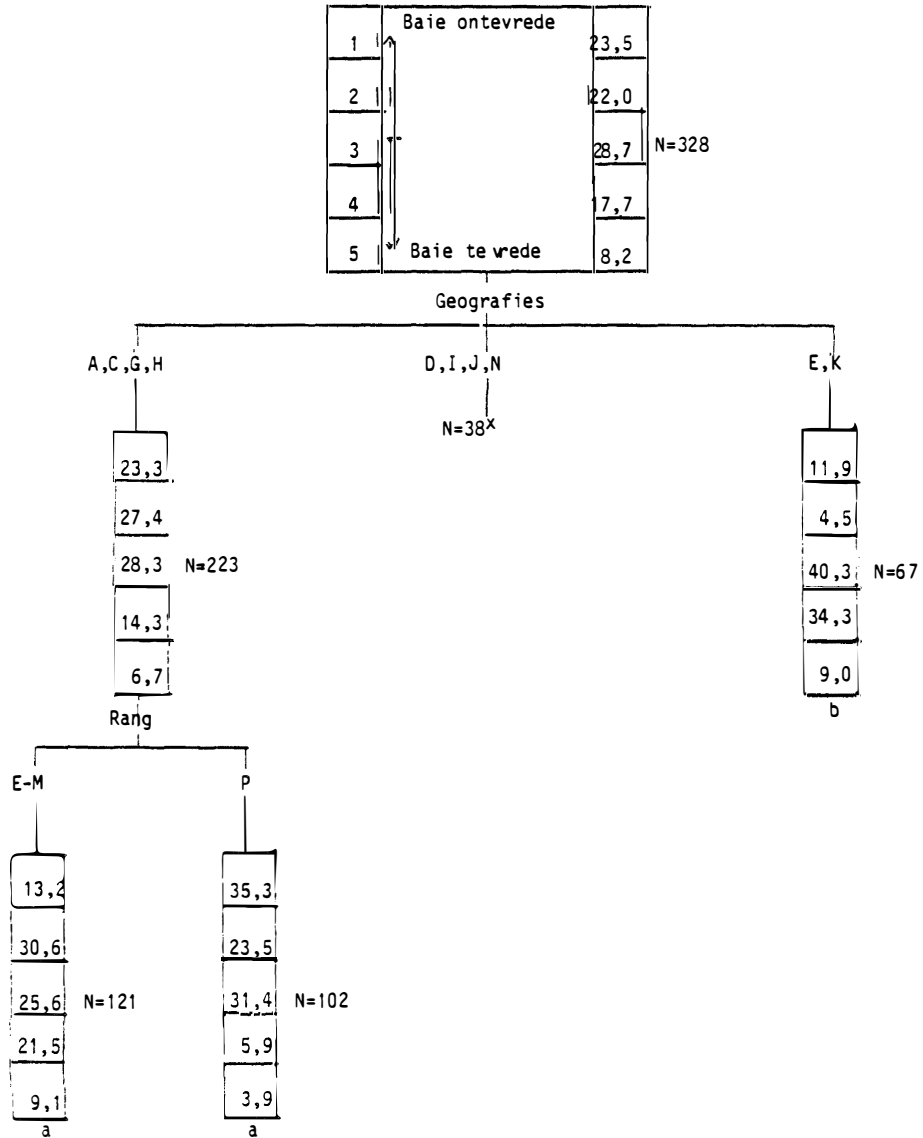 Baie ontevrede
1 23,5
2 22,0
3 28,7 N=328
4 17,7
5 Baie tevrede 8,2
Geografies
A,C,G,H D,I,J,N E,K
N=38x
23,3 11,9
27,4 4,5
28,3 N=223 40,3 N=67
14,3 34,3
6,7 9,0
Rang b
E-M P
13,2 35,3
30,6 23,5
25,6 N=121 31,4 N=102
21,5 5,9
9,1 3,9
a a